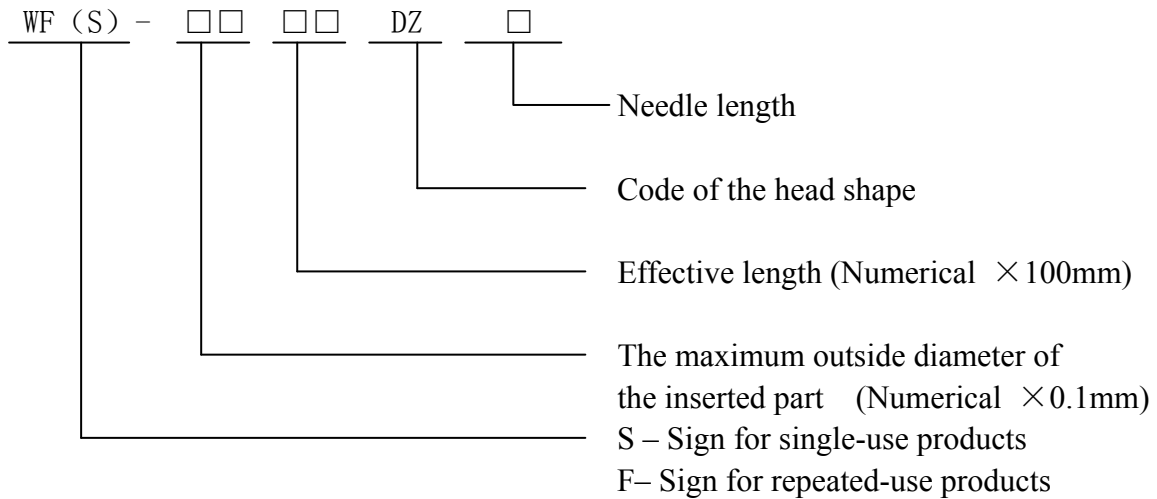 WF（S）- □□ □□ DZ □
Needle length
Code of the head shape
Effective length (Numerical ×100mm)
The maximum outside diameter of
the inserted part (Numerical ×0.1mm)
S – Sign for single-use products
F– Sign for repeated-use products